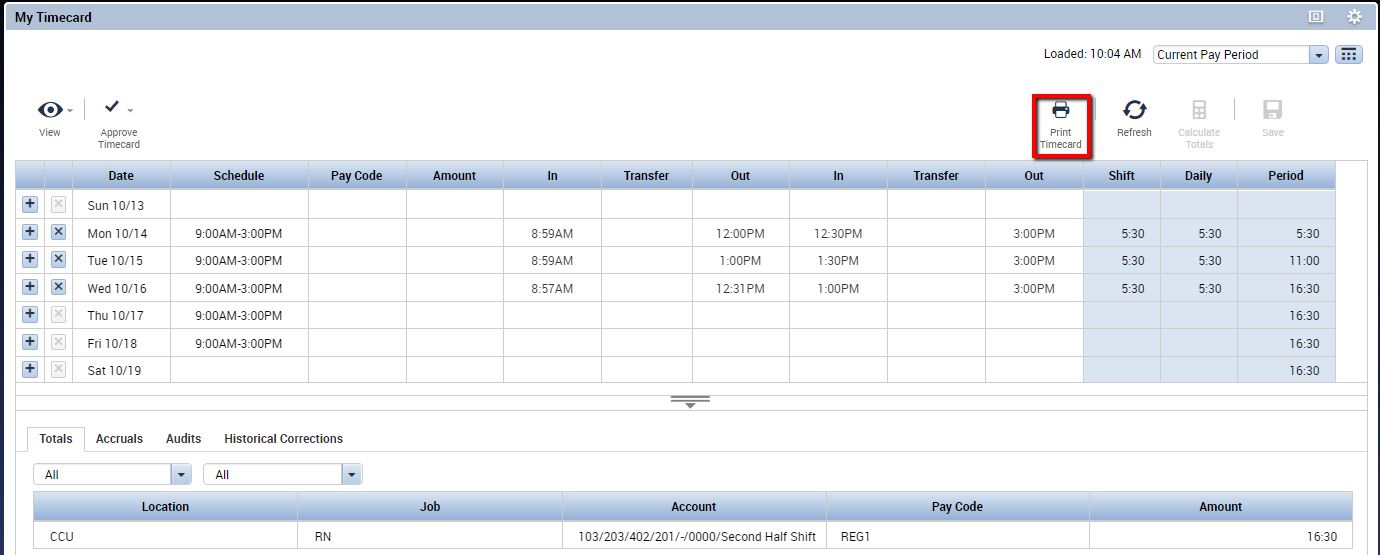 My Timecard
Loaded: 10:04 AM Current Pay Period
View Approve Timecard Print Timecard Refresh Calculate Totals Save
Date Schedule Pay Code Amount In Transfer Out In Transfer Out Shift Daily Period
Sun 10/13
Mon 10/14 9:00AM-3:00PM 8:59AM 12:00PM 12:30PM 3:00PM 5:30 5:30 5:30
Tue 10/15 9:00AM-3:00PM 8:59AM 1:00PM 1:30PM 3:00PM 5:30 5:30 11:00
Wed 10/16 9:00AM-3:00PM 8:57AM 12:31PM 1:00PM 3:00PM 5:30 5:30 16:30
Thu 10/17 9:00AM-3:00PM 16:30
Fri 10/18 9:00AM-3:00PM 16:30
Sat 10/19 16:30
Totals Accruals Audits Historical Corrections
All All
Location Job Account Pay Code Amount
CCU RN 103/203/402/201/-/0000/Second Half Shift REG1 16:30